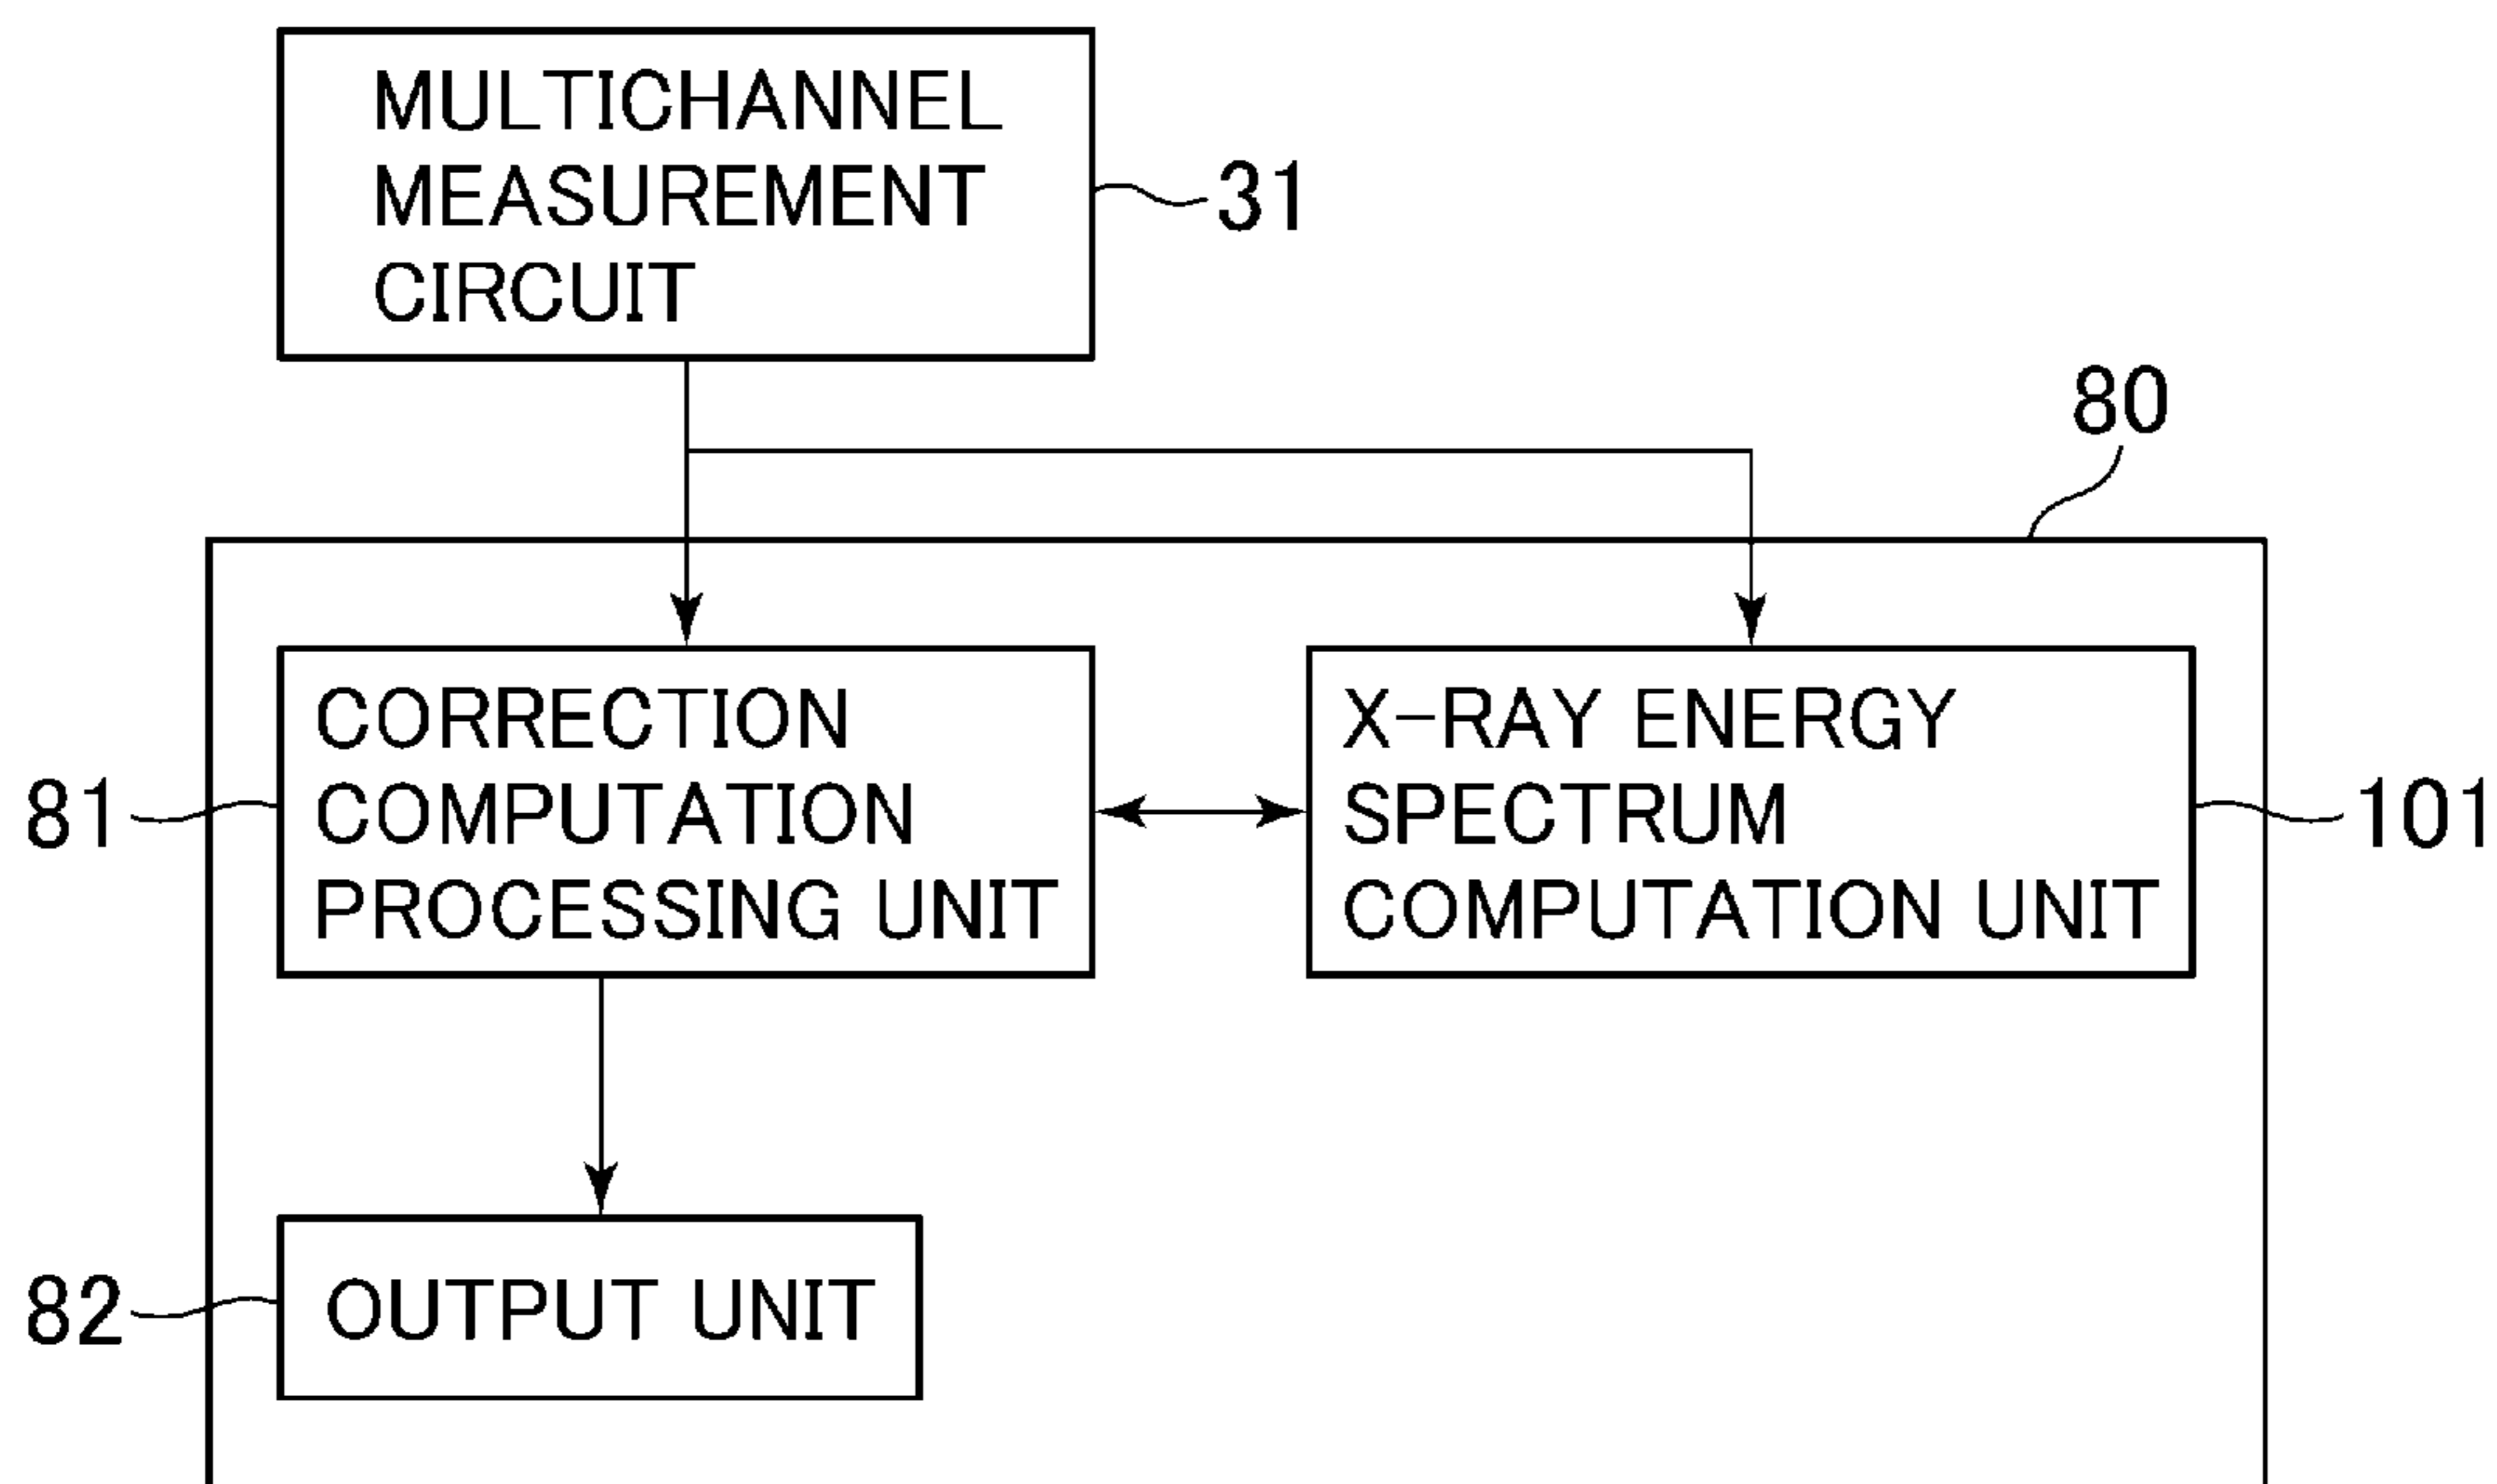 MULTICHANNEL
MEASUREMENT
CIRCUIT
31
80
CORRECTION
COMPUTATION
PROCESSING UNIT
81
X-RAY ENERGY
SPECTRUM
COMPUTATION UNIT
101
OUTPUT UNIT
82